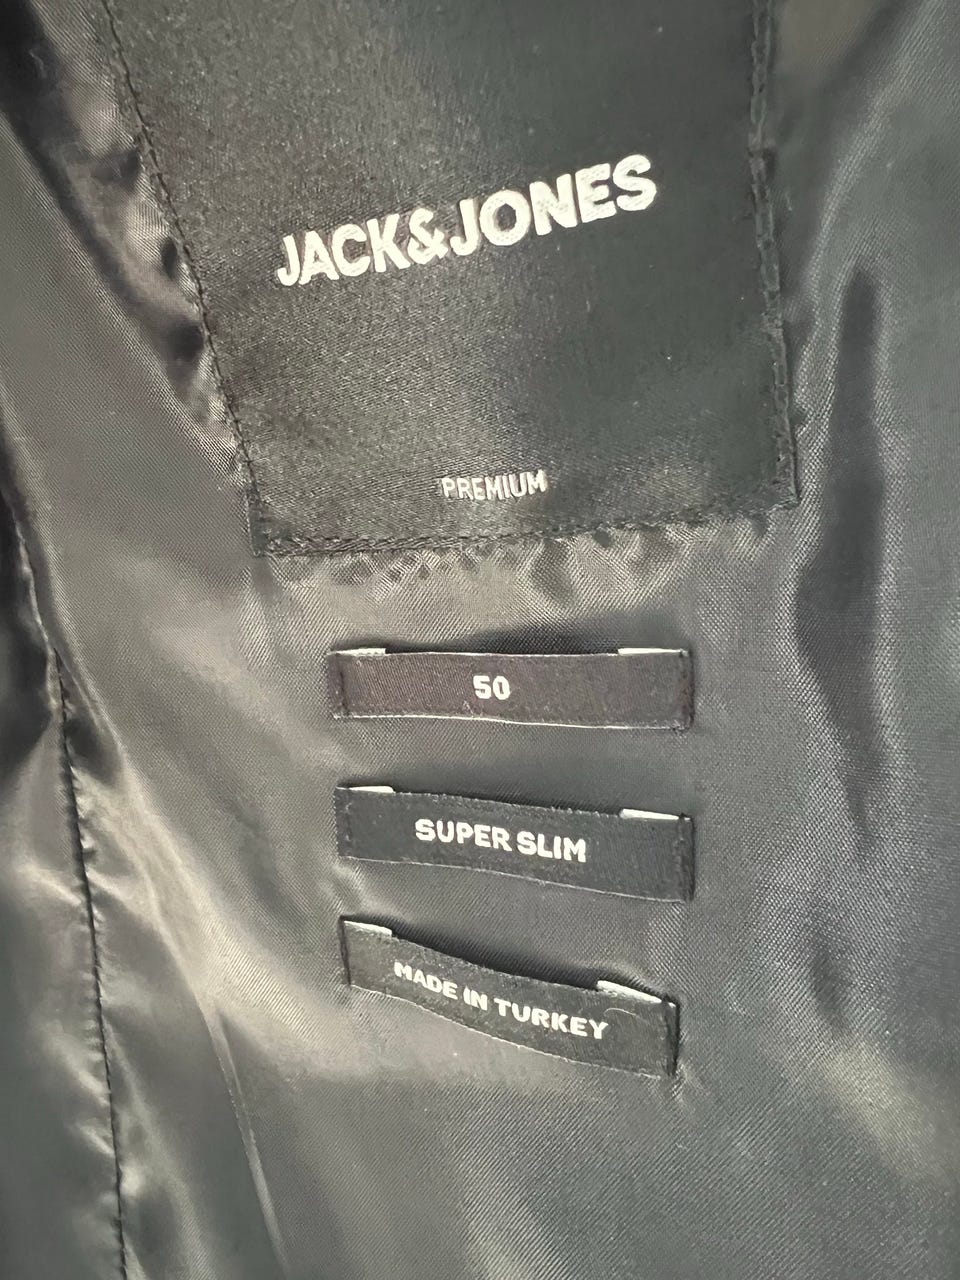 JACK&JONES
PREMIUM
50
SUPER SLIM
MADE IN TURKEY